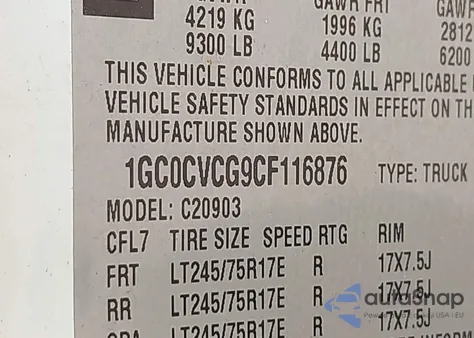 GAWR FRT GAWR
4219 KG 1996 KG 2812
9300 LB 4400 LB 6200
THIS VEHICLE CONFORMS TO ALL APPLICABLE
VEHICLE SAFETY STANDARDS IN EFFECT ON TH
MANUFACTURE SHOWN ABOVE.
1GC0CVCG9CF116876 TYPE: TRUCK
MODEL: C20903
CFL7 TIRE SIZE SPEED RTG RIM
FRT LT245/75R17E R 17X7.5J
RR LT245/75R17E R 17X7.5J
LT245/75R17E R 17X7.5J
autosnap